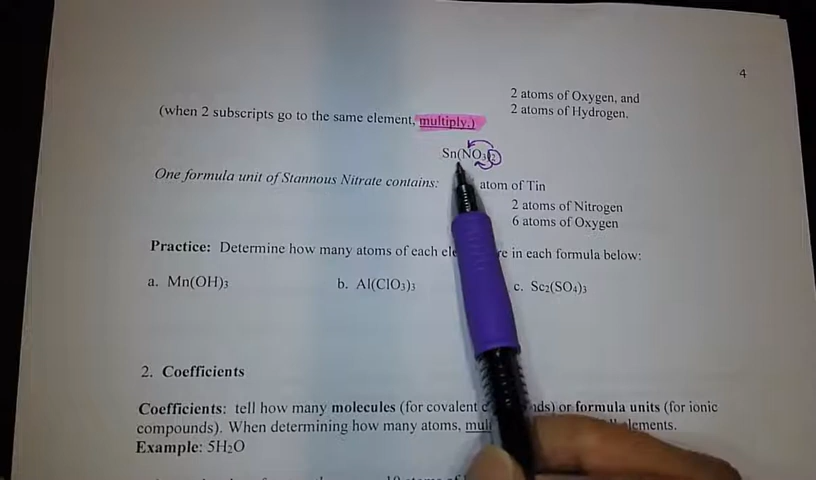 4
2 atoms of Oxygen, and
2 atoms of Hydrogen.
(when 2 subscripts go to the same element, multiply.)
Sn(NO3)2
One formula unit of Stannous Nitrate contains: atom of Tin
2 atoms of Nitrogen
6 atoms of Oxygen
Practice: Determine how many atoms of each in each formula below:
a. Mn(OH)3 b. Al(ClO3)3 c. Sc2(SO4)3
2. Coefficients
Coefficients: tell how many molecules (for covalent or formula units (for ionic
compounds). When determining how many atoms,
Example: 5H2O